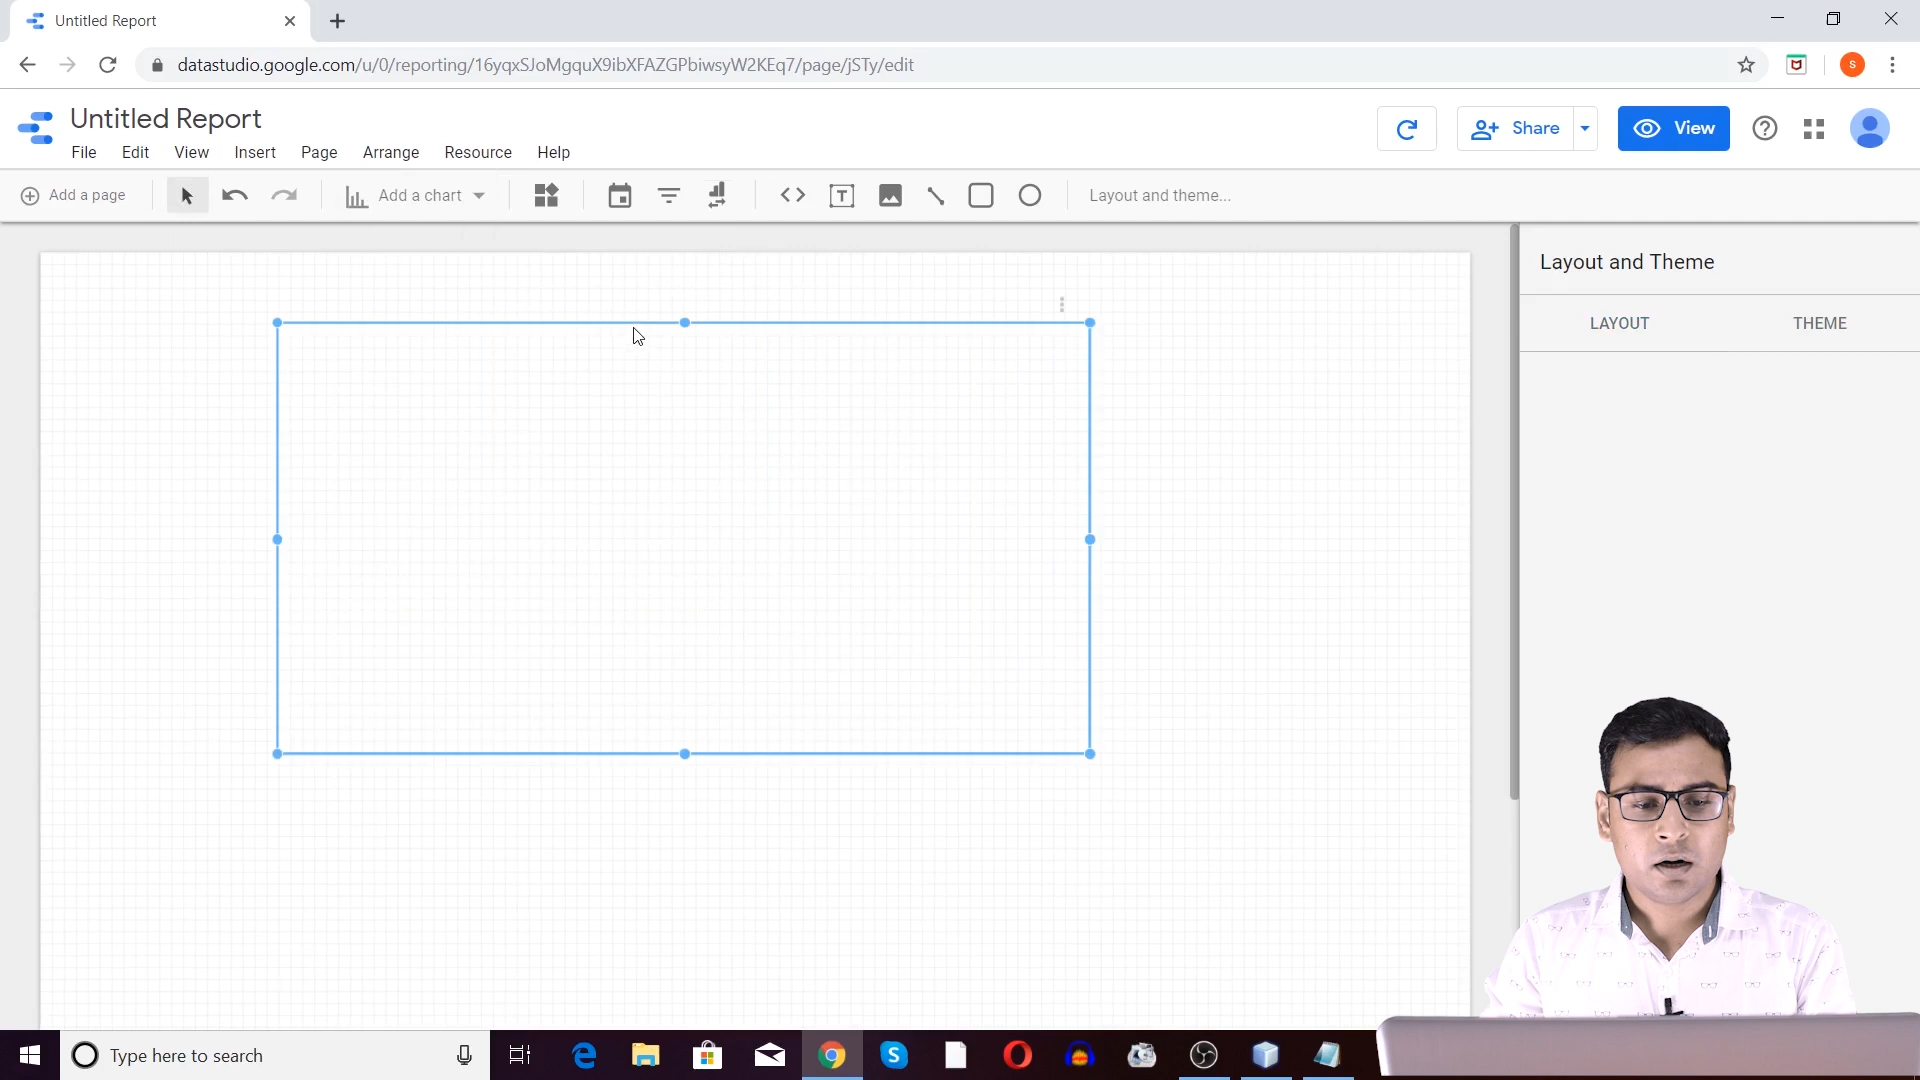 Untitled Report
datastudio.google.com/u/0/reporting/16yqxSJoMgquX9ibXFAZGPbiwsyW2KEq7/page/jSTy/edit
S
Untitled Report
File Edit View Insert Page Arrange Resource Help
Share
View
Add a page
Add a chart
Layout and theme...
Layout and Theme
LAYOUT THEME
Type here to search